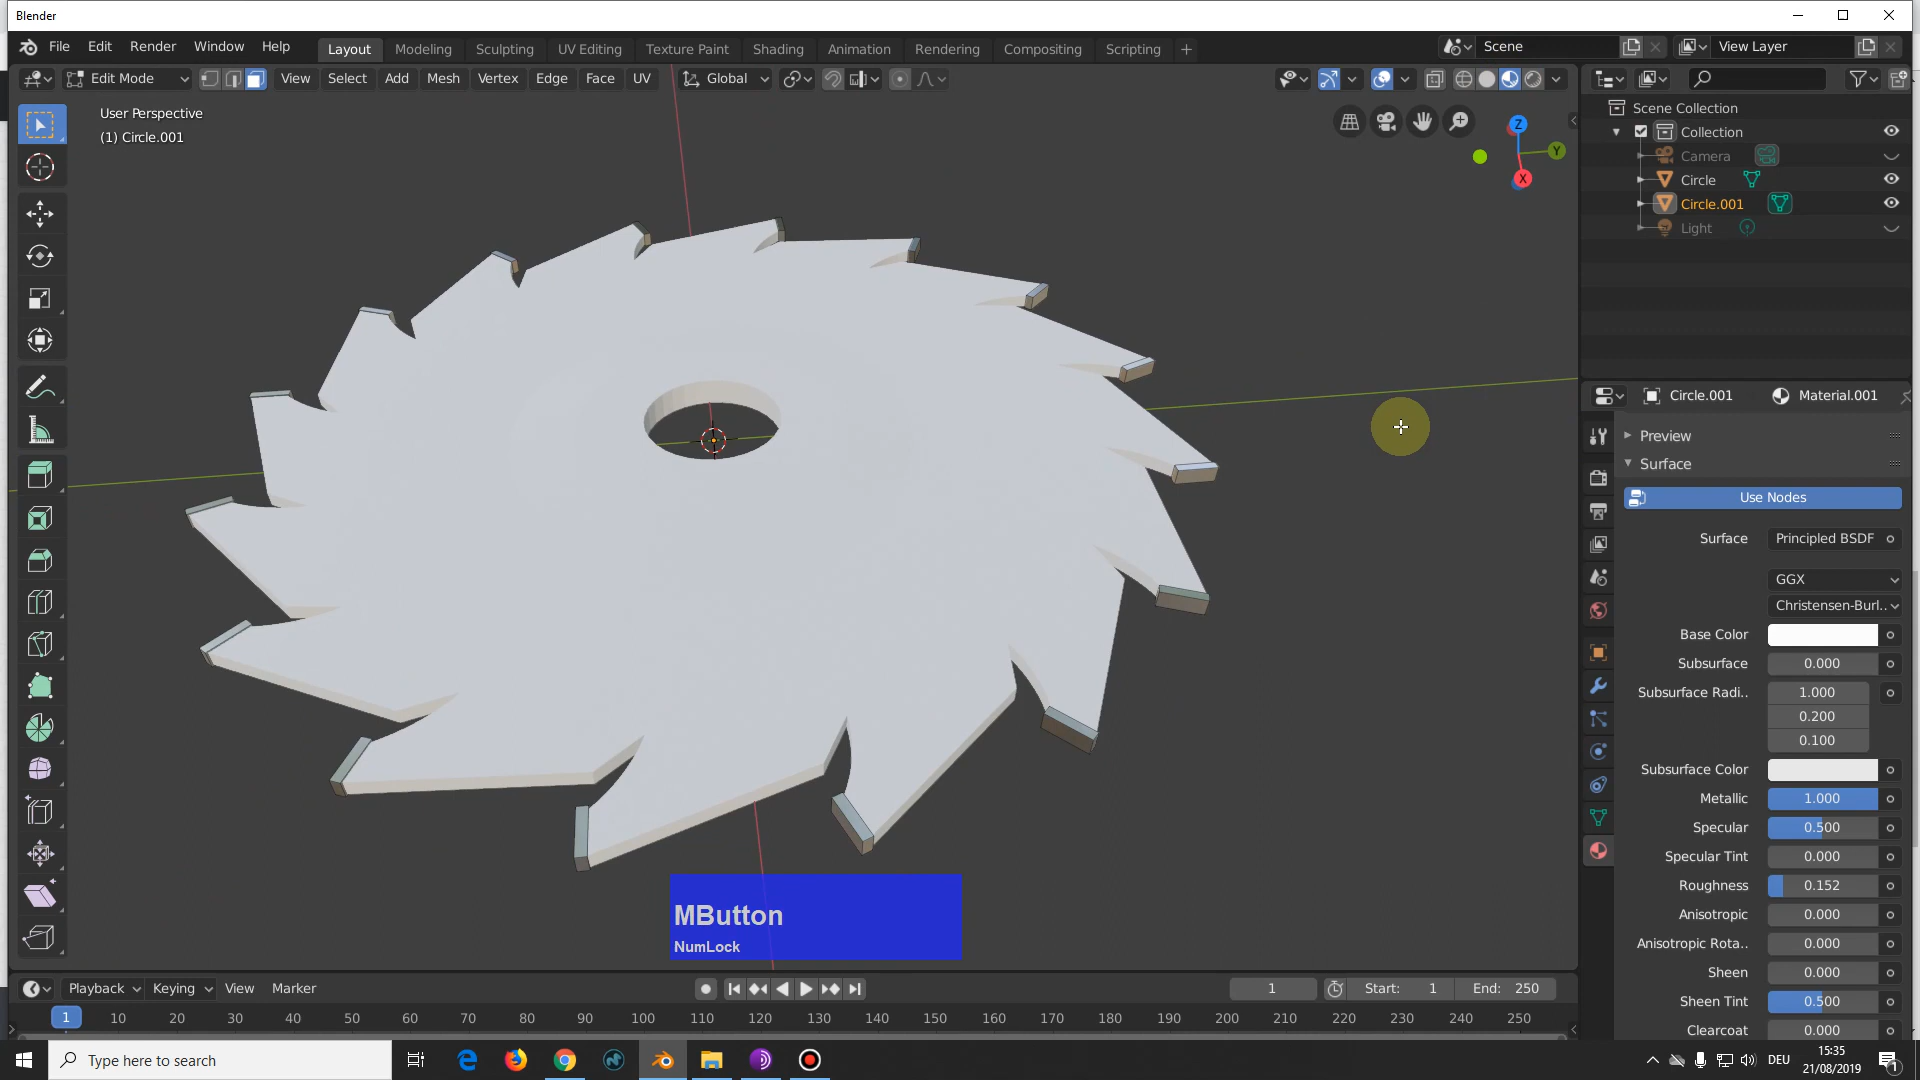 Blender
File Edit Render Window Help Layout Modeling Sculpting UV Editing Texture Paint Shading Animation Rendering Compositing Scripting + Scene View Layer
Edit Mode View Select Add Mesh Vertex Edge Face UV Global
User Perspective
(1) Circle.001
Z
Y
X
Scene Collection
Collection
Camera
Circle
Circle.001
Light
Circle.001 Material.001
Preview
Surface
Use Nodes
Surface Principled BSDF
GGX
Christensen-Burl..
Base Color
Subsurface 0.000
Subsurface Radi.. 1.000
0.200
0.100
Subsurface Color
Metallic 1.000
Specular 0.500
Specular Tint 0.000
Roughness 0.152
Anisotropic 0.000
Anisotropic Rota.. 0.000
Sheen 0.000
Sheen Tint 0.500
Clearcoat 0.000
MButton
NumLock
Playback Keying View Marker 1 Start: 1 End: 250
1 10 20 30 40 50 60 70 80 90 100 110 120 130 140 150 160 170 180 190 200 210 220 230 240 250
Type here to search
DEU
15:35
21/08/2019
1